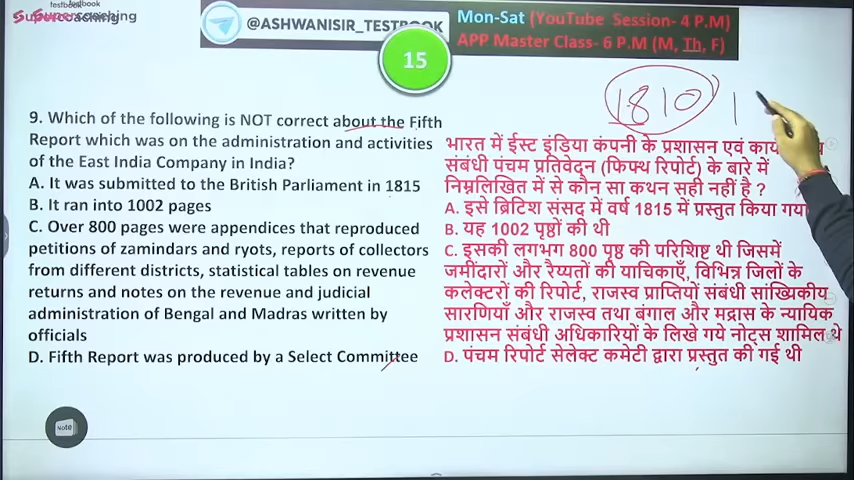 testbook
testbook
Supercoaching
Supercoaching
@ASHWANISIR_TESTBOOK
Mon-Sat (YouTube Session- 4 P.M)
APP Master Class- 6 P.M (M, Th, F)
15
1810
9. Which of the following is NOT correct about the Fifth
Report which was on the administration and activities
of the East India Company in India?
A. It was submitted to the British Parliament in 1815
B. It ran into 1002 pages
C. Over 800 pages were appendices that reproduced
petitions of zamindars and ryots, reports of collectors
from different districts, statistical tables on revenue
returns and notes on the revenue and judicial
administration of Bengal and Madras written by
officials
D. Fifth Report was produced by a Select Committee
भारत में ईस्ट इंडिया कंपनी के प्रशासन एवं
संबंधी पंचम प्रतिवेदन (फिफ्थ रिपोर्ट) के बारे में
निम्नलिखित में से कौन सा कथन सही नहीं है ?
A. इसे ब्रिटिश संसद में वर्ष 1815 में प्रस्तुत किया
B. यह 1002 पृष्ठों की थी
C. इसकी लगभग 800 पृष्ठ की परिशिष्ट थी जिसमें
जमींदारों और रैय्यतों की याचिकाएँ, विभिन्न जिलों के
कलेक्टरों की रिपोर्ट, राजस्व प्राप्तियों संबंधी सांख्यिकीय
सारणियाँ और राजस्व तथा बंगाल और मद्रास के न्यायिक
प्रशासन संबंधी अधिकारियों के लिखे गये नोट्स शामिल थे
D. पंचम रिपोर्ट सेलेक्ट कमेटी द्वारा प्रस्तुत की गई थी
Note